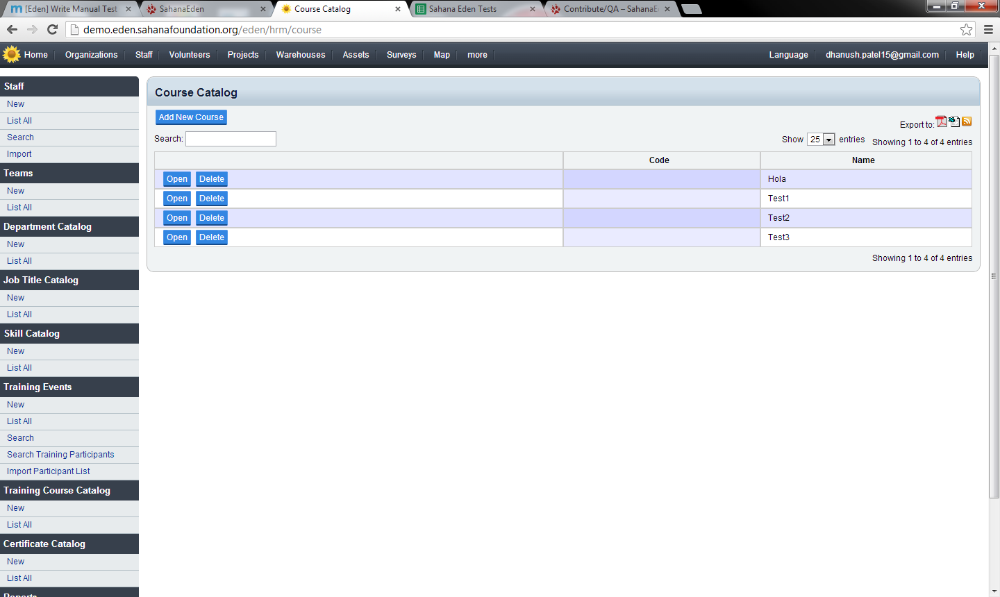 [Eden] Write Manual Test
SahanaEden
Course Catalog
Sahana Eden Tests
Contribute/QA – SahanaE
demo.eden.sahanafoundation.org/eden/hrm/course
Home Organizations Staff Volunteers Projects Warehouses Assets Surveys Map more Language dhanush.patel15@gmail.com Help
Staff
New
List All
Search
Import
Teams
New
List All
Department Catalog
New
List All
Job Title Catalog
New
List All
Skill Catalog
New
List All
Training Events
New
List All
Search
Search Training Participants
Import Participant List
Training Course Catalog
New
List All
Certificate Catalog
New
List All
Reports
Course Catalog
Add New Course
Export to:
Search:
Show 25 entries
Showing 1 to 4 of 4 entries
Code Name
Open Delete Hola
Open Delete Test1
Open Delete Test2
Open Delete Test3
Showing 1 to 4 of 4 entries